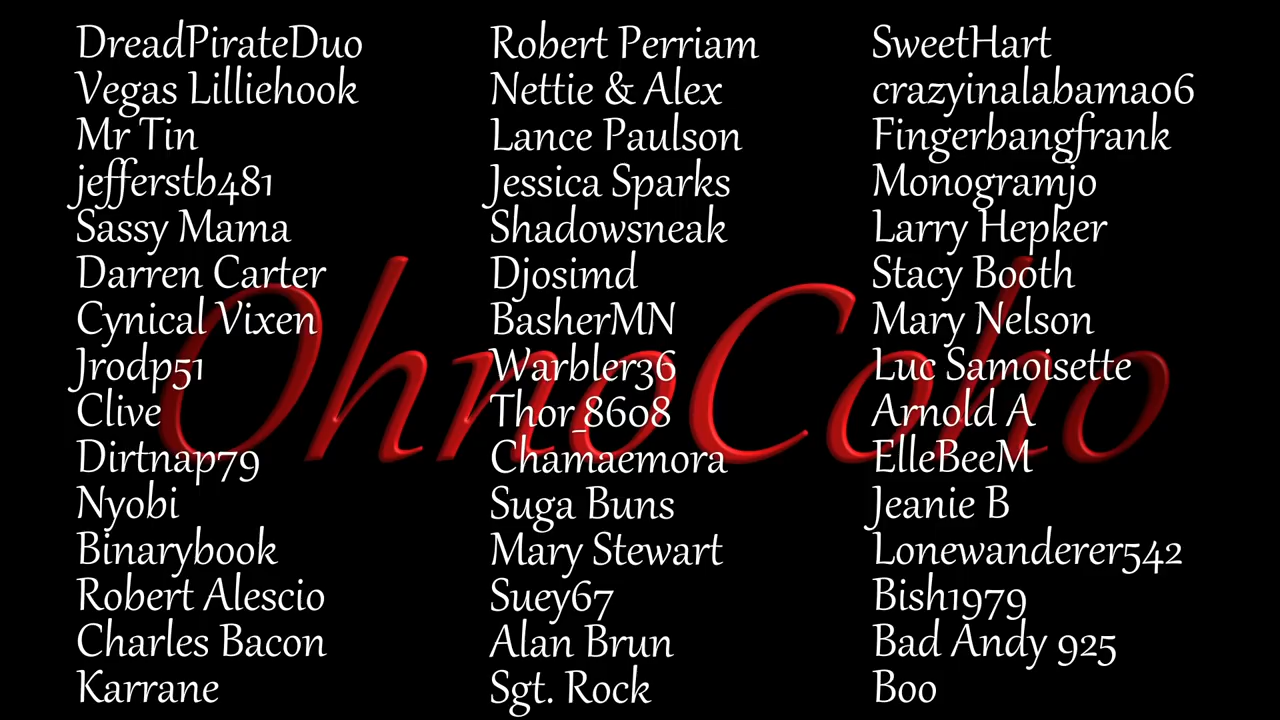 DreadPirateDuo
Vegas Lilliehook
Mr Tin
jefferstb481
Sassy Mama
Darren Carter
Cynical Vixen
Jrodp51
Clive
Dirtnap79
Nyobi
Binarybook
Robert Alescio
Charles Bacon
Karrane
Robert Perriam
Nettie & Alex
Lance Paulson
Jessica Sparks
Shadowsneak
Djosimd
BasherMN
Warbler36
Thor_8608
Chamaemora
Suga Buns
Mary Stewart
Suey67
Alan Brun
Sgt. Rock
SweetHart
crazyinalabama06
Fingerbangfrank
Monogramjo
Larry Hepker
Stacy Booth
Mary Nelson
Luc Samoisette
Arnold A
ElleBeeM
Jeanie B
Lonewanderer542
Bish1979
Bad Andy 925
Boo
OhnoCoho